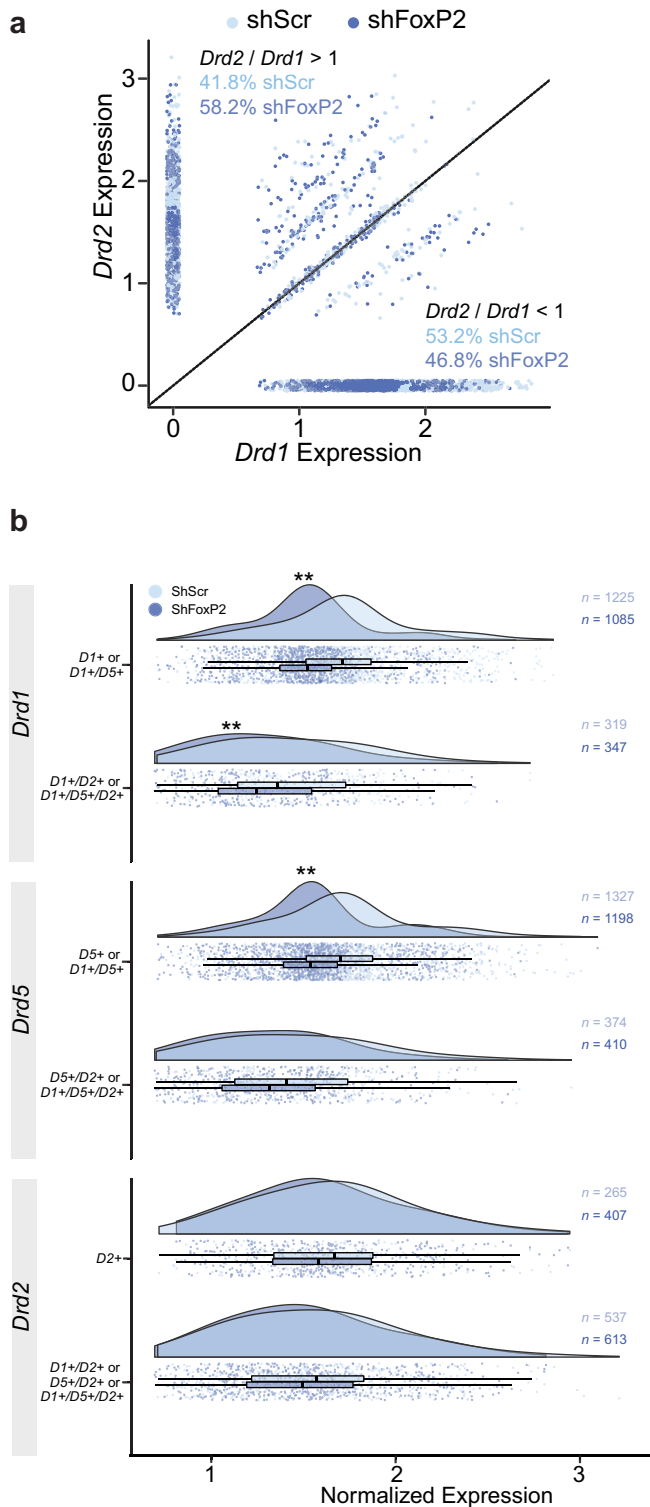 a
shScr shFoxP2
Drd2 / Drd1 > 1
41.8% shScr
58.2% shFoxP2
3
2
1
0
Drd2 Expression
Drd2 / Drd1 < 1
53.2% shScr
46.8% shFoxP2
0 1 2
Drd1 Expression
b
ShScr
ShFoxP2
**
n = 1225
n = 1085
Drd1
D1+ or
D1+/D5+
**
n = 319
n = 347
D1+/D2+ or
D1+/D5+/D2+
**
n = 1327
n = 1198
Drd5
D5+ or
D1+/D5+
n = 374
n = 410
D5+/D2+ or
D1+/D5+/D2+
n = 265
n = 407
Drd2
D2+
n = 537
n = 613
D1+/D2+ or
D5+/D2+ or
D1+/D5+/D2+
1 2 3
Normalized Expression